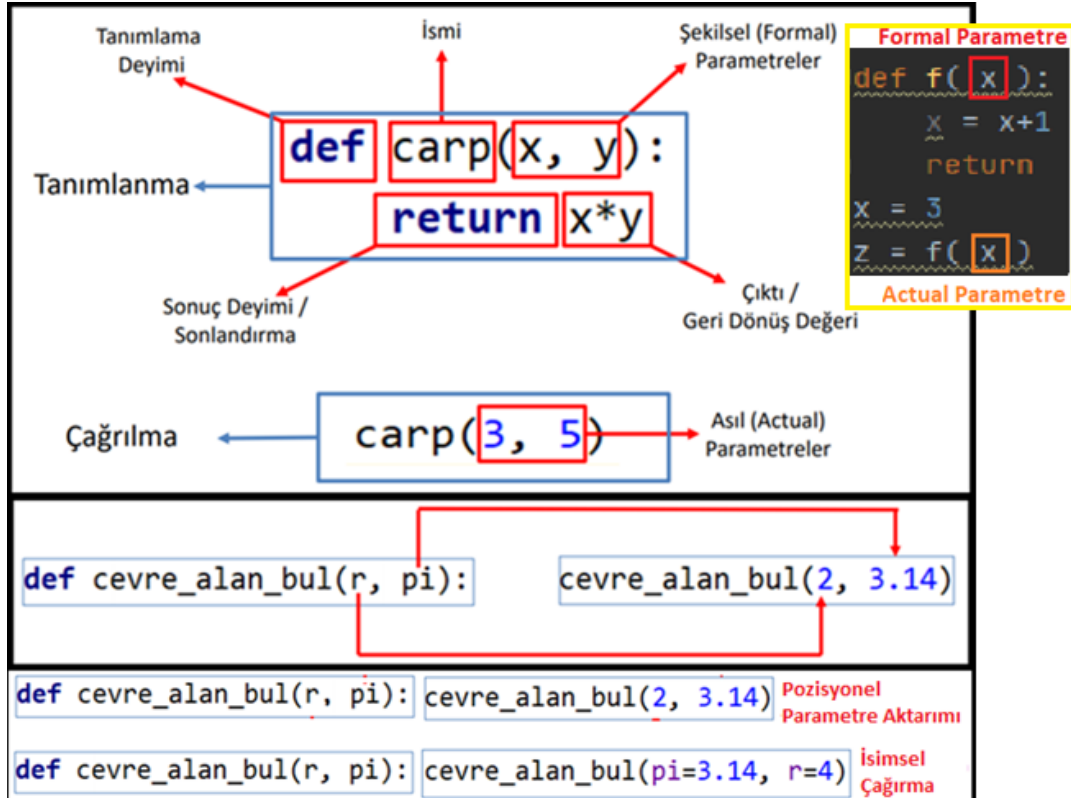 Tanımlama
Deyimi
İsmi
Şekilsel (Formal)
Parametreler
Formal Parametre
def f( x ):
x = x+1
return
x = 3
z = f( x )
Actual Parametre
def carp(x, y):
Tanımlanma
return x*y
Sonuç Deyimi /
Sonlandırma
Çıktı /
Geri Dönüş Değeri
Çağrılma
carp(3, 5)
Asıl (Actual)
Parametreler
def cevre_alan_bul(r, pi):
cevre_alan_bul(2, 3.14)
def cevre_alan_bul(r, pi):
cevre_alan_bul(2, 3.14)
Pozisyonel
Parametre Aktarımı
def cevre_alan_bul(r, pi):
cevre_alan_bul(pi=3.14, r=4)
İsimsel
Çağırma